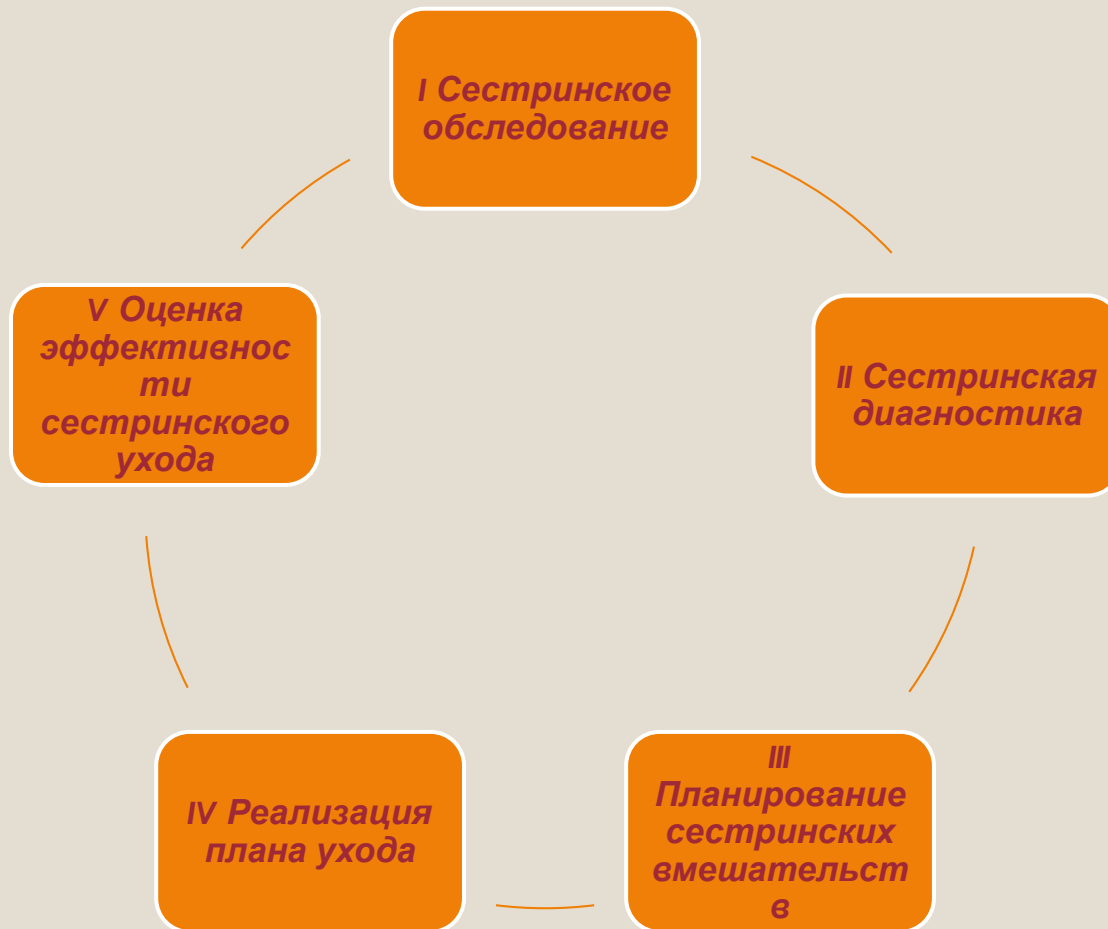 I Сестринское
обследование
II Сестринская
диагностика
III
Планирование
сестринских
вмешательст
в
IV Реализация
плана ухода
V Оценка
эффективнос
ти
сестринского
ухода